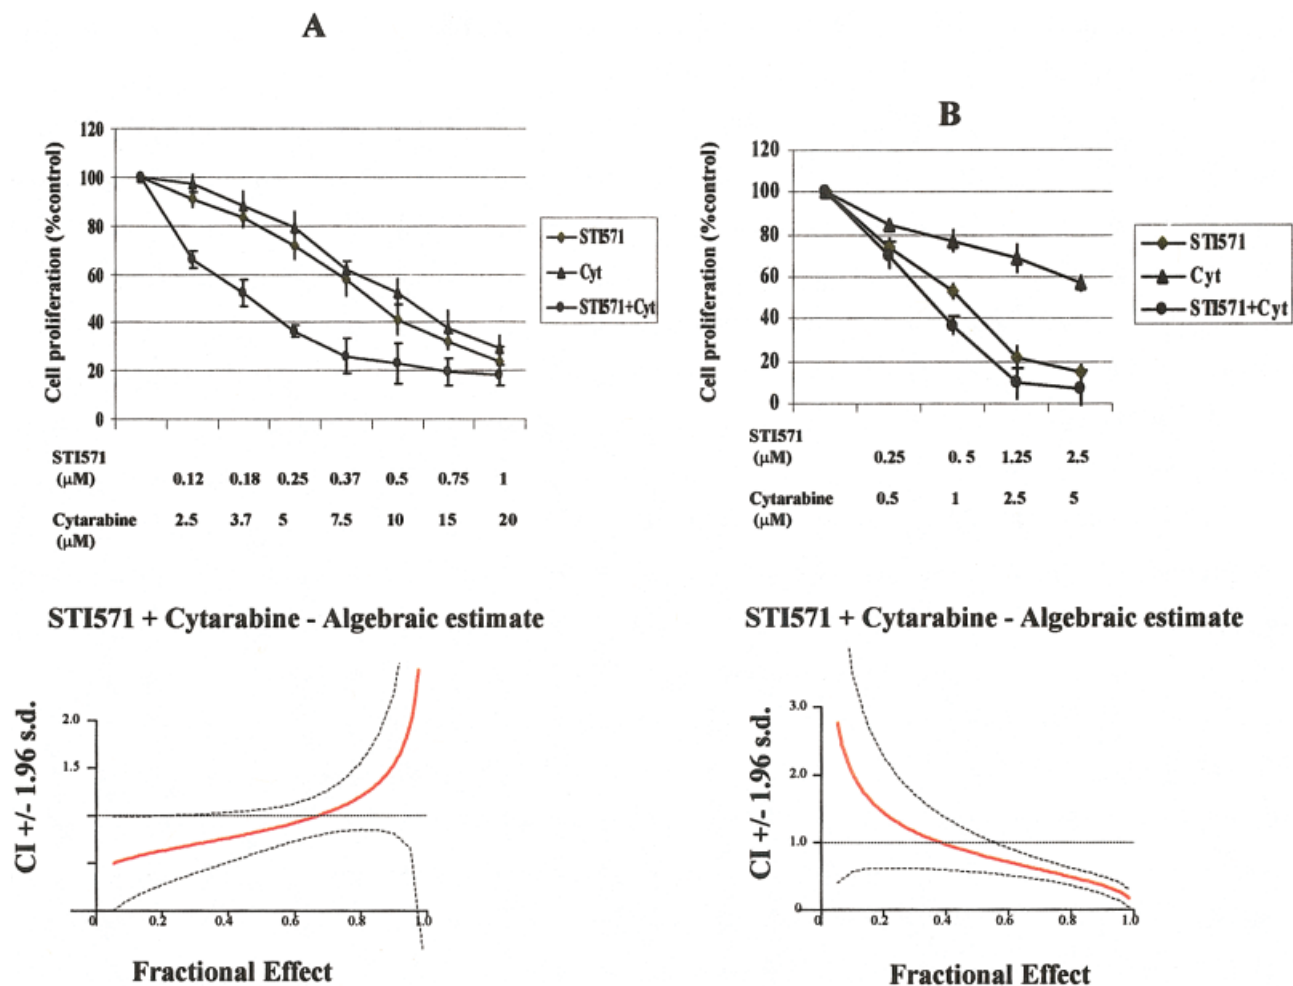 A
120
100
80
60
40
20
0
Cell proliferation (%control)
STI571
Cyt
STI571+Cyt
STI571
(μM)
0.12 0.18 0.25 0.37 0.5 0.75 1
Cytarabine
(μM)
2.5 3.7 5 7.5 10 15 20
B
120
100
80
60
40
20
0
Cell proliferation (%control)
STI571
Cyt
STI571+Cyt
STI571
(μM)
0.25 0. 5 1.25 2.5
Cytarabine
(μM)
0.5 1 2.5 5
STI571 + Cytarabine - Algebraic estimate
CI +/- 1.96 s.d.
2.0
1.5
0 0.2 0.4 0.6 0.8 1.0
Fractional Effect
STI571 + Cytarabine - Algebraic estimate
CI +/- 1.96 s.d.
3.0
2.0
1.0
0
0 0.2 0.4 0.6 0.8 1.0
Fractional Effect